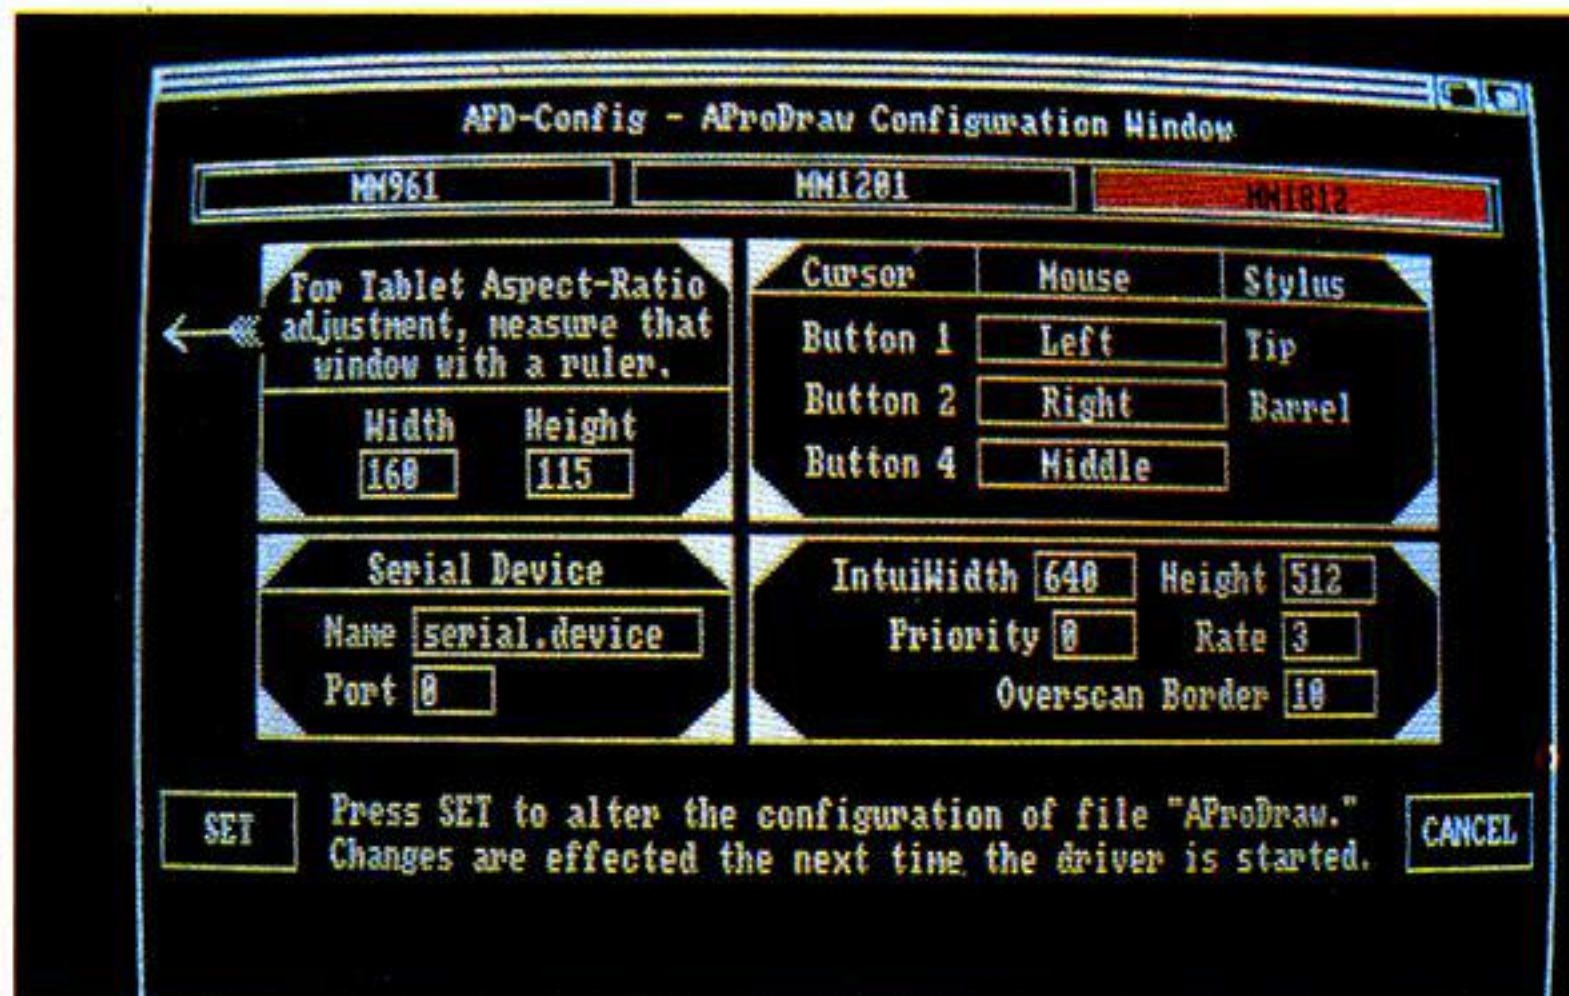 APD-Config - AProDraw Configuration Window
MM961 MM1201 MM1812
For Tablet Aspect-Ratio
adjustment, measure that
window with a ruler.
Width Height
160 115
Cursor Mouse Stylus
Button 1 Left Tip
Button 2 Right Barrel
Button 4 Middle
Serial Device
Name serial.device
Port 0
IntuiWidth 640 Height 512
Priority 0 Rate 3
Overscan Border 10
SET
Press SET to alter the configuration of file "AProDraw."
Changes are effected the next time the driver is started.
CANCEL